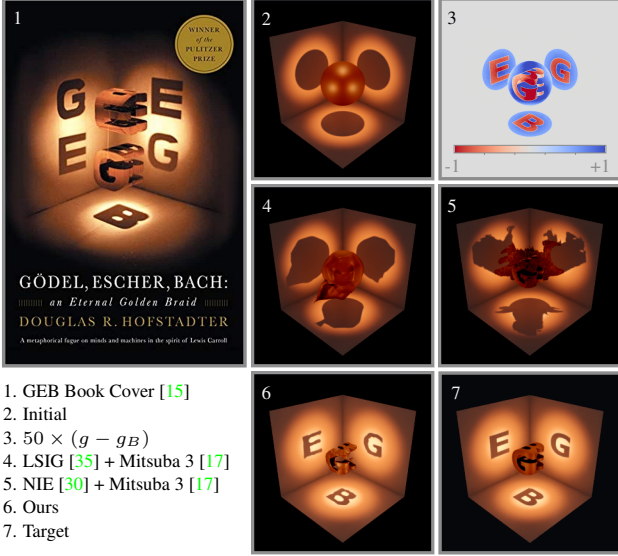 1
WINNER
of the
PULITZER
PRIZE
G E
E G
B
GÖDEL, ESCHER, BACH:
an Eternal Golden Braid
DOUGLAS R. HOFSTADTER
A metaphorical fugue on minds and machines in the spirit of Lewis Carroll
2
3
E G
B
-1 +1
4
5
1. GEB Book Cover [15]
2. Initial
3. 50 × (g − g_B)
4. LSIG [35] + Mitsuba 3 [17]
5. NIE [30] + Mitsuba 3 [17]
6. Ours
7. Target
6
E G
B
7
E G
B